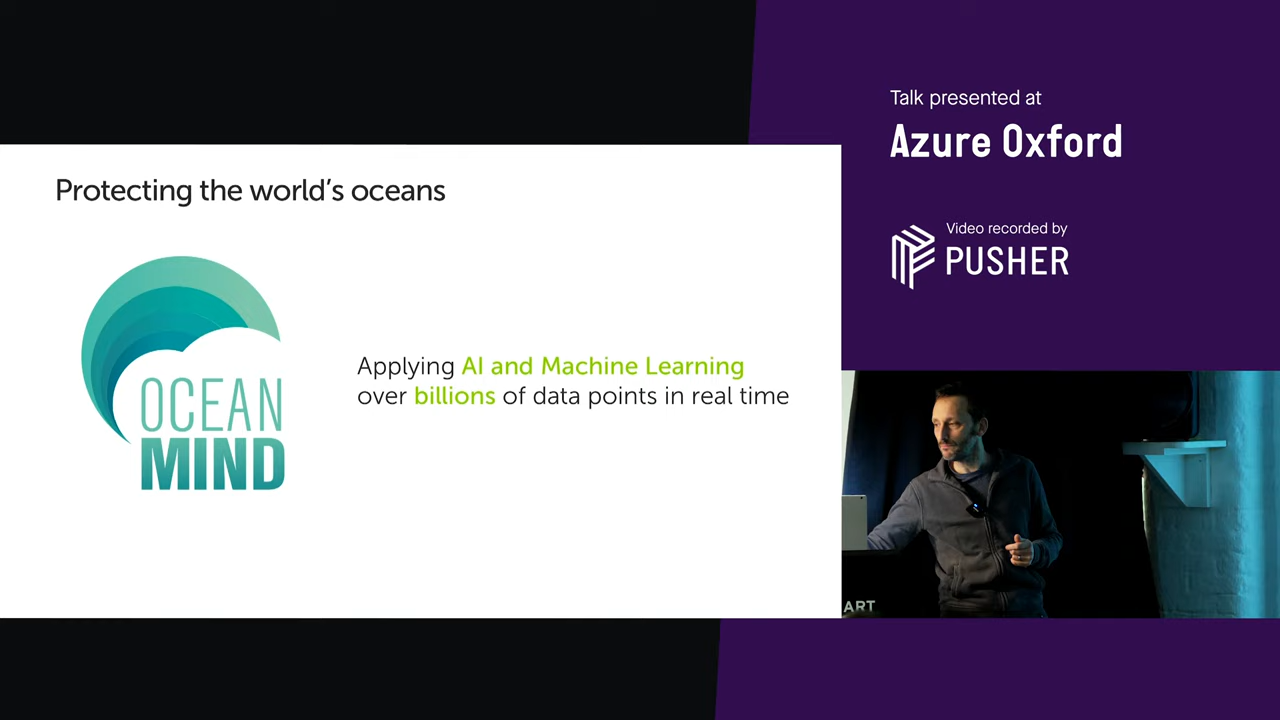 Talk presented at
Azure Oxford
Video recorded by
PUSHER
Protecting the world's oceans
OCEAN
MIND
Applying AI and Machine Learning
over billions of data points in real time
ART